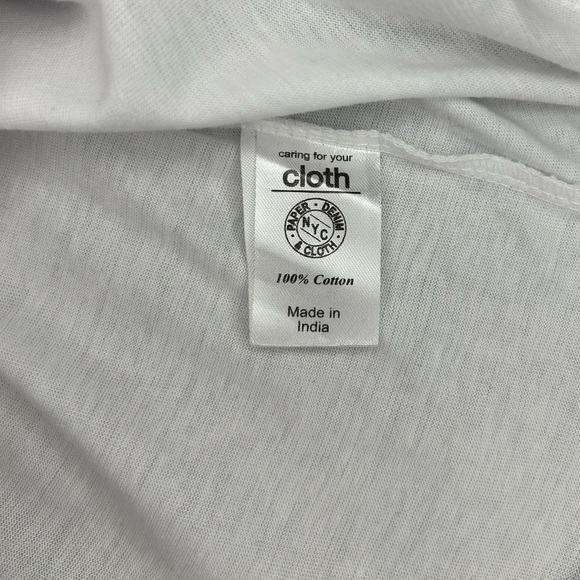 caring for your
cloth
PAPER · DENIM
NYC
& CLOTH
100% Cotton
Made in
India